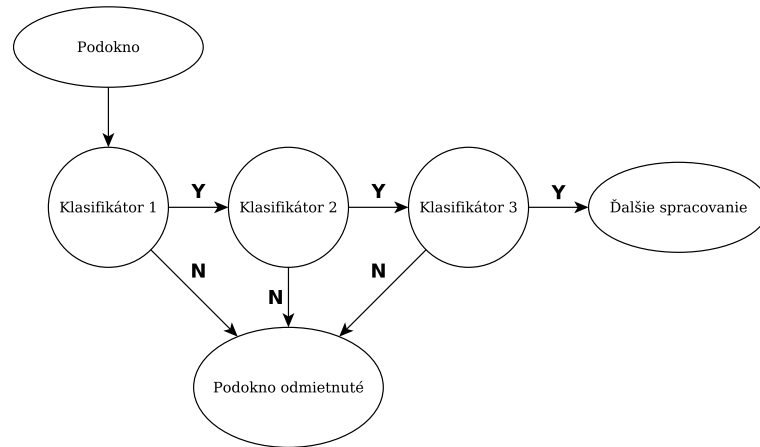 Podokno
Klasifikátor 1
Y
Klasifikátor 2
Y
Klasifikátor 3
Y
Ďalšie spracovanie
N
N
N
Podokno odmietnuté